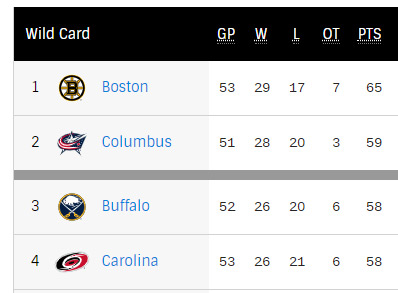 Wild Card GP W L OT PTS
1 Boston 53 29 17 7 65
2 Columbus 51 28 20 3 59
3 Buffalo 52 26 20 6 58
4 Carolina 53 26 21 6 58